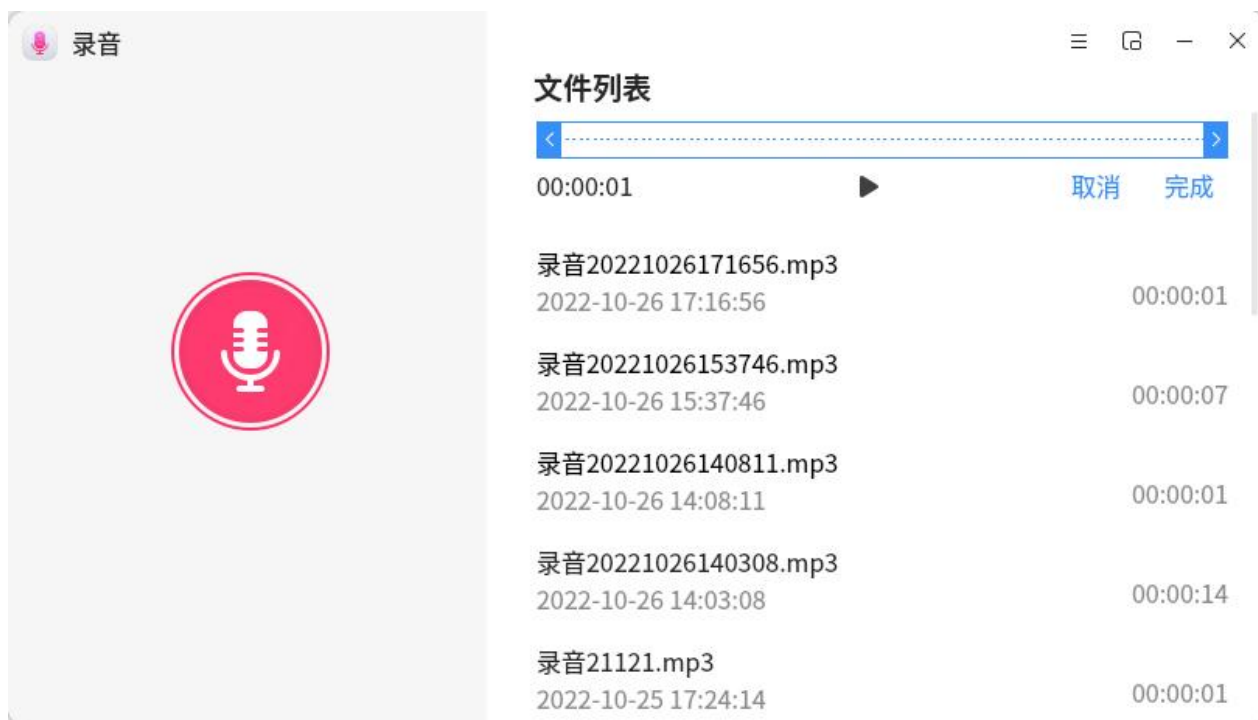 录音
文件列表
00:00:01
取消
完成
录音20221026171656.mp3
2022-10-26 17:16:56
00:00:01
录音20221026153746.mp3
2022-10-26 15:37:46
00:00:07
录音20221026140811.mp3
2022-10-26 14:08:11
00:00:01
录音20221026140308.mp3
2022-10-26 14:03:08
00:00:14
录音21121.mp3
2022-10-25 17:24:14
00:00:01